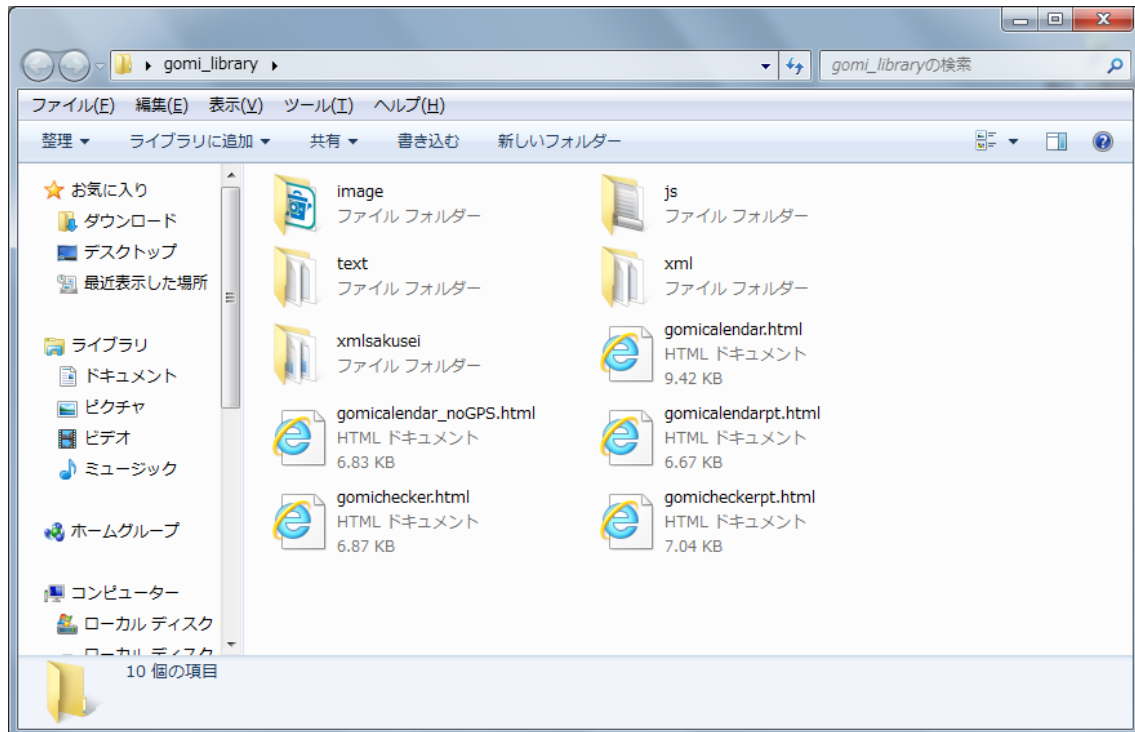 gomi_library
gomi_libraryの検索
ファイル(F) 編集(E) 表示(V) ツール(T) ヘルプ(H)
整理 ライブラリに追加 共有 書き込む 新しいフォルダー
お気に入り
ダウンロード
デスクトップ
最近表示した場所
ライブラリ
ドキュメント
ピクチャ
ビデオ
ミュージック
ホームグループ
コンピューター
ローカル ディスク
ローカル ディスク
image
ファイル フォルダー
js
ファイル フォルダー
text
ファイル フォルダー
xml
ファイル フォルダー
xmlsakusei
ファイル フォルダー
gomicalendar.html
HTML ドキュメント
9.42 KB
gomicalendar_noGPS.html
HTML ドキュメント
6.83 KB
gomicalendarpt.html
HTML ドキュメント
6.67 KB
gomichecker.html
HTML ドキュメント
6.87 KB
gomicheckerpt.html
HTML ドキュメント
7.04 KB
10 個の項目